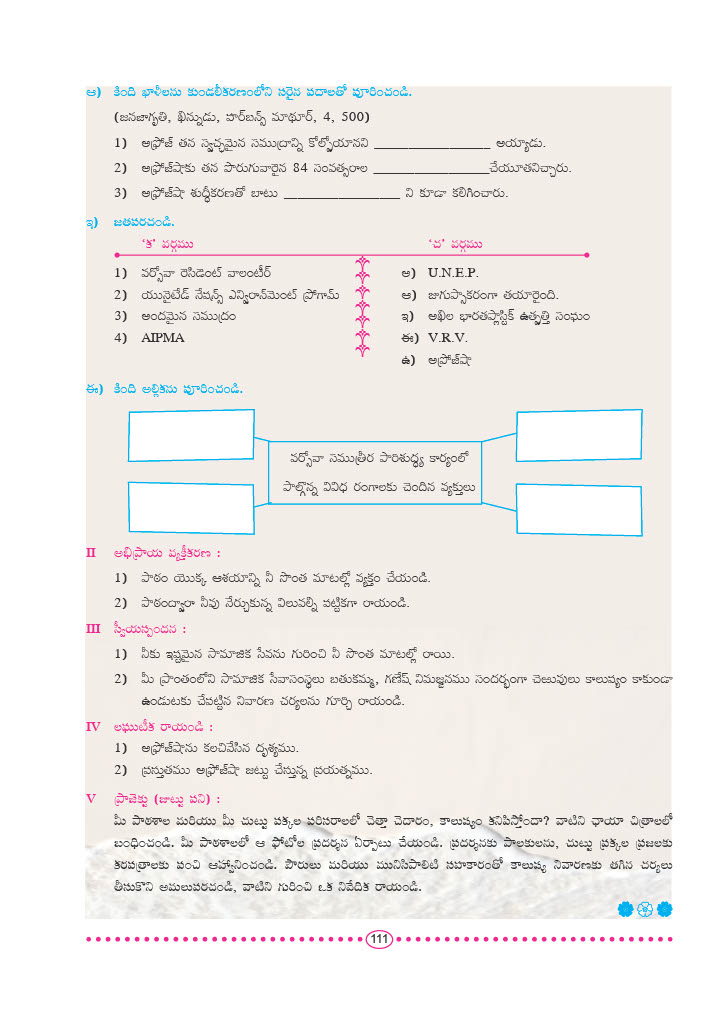 ఆ) కింది ఖాళీలను కుండలీకరణంలోని సరైన పదాలతో పూరించండి.
(జనజాగృతి, ఖిన్నుడు, హర్‌బన్స్ మాథూర్, 4, 500)
1) అఫ్రోజ్ తన స్వచ్ఛమైన సముద్రాన్ని కోల్పోయానని _________________ అయ్యాడు.
2) అఫ్రోజ్‌షాకు తన పొరుగువారైన 84 సంవత్సరాల _________________చేయూతనిచ్చారు.
3) అఫ్రోజ్‌షా శుద్ధీకరణతో బాటు _________________ ని కూడా కలిగించారు.
ఇ) జతపరచండి.
'క' వర్గము 'చ' వర్గము
1) వర్సోవా రెసిడెంట్ వాలంటీర్ అ) U.N.E.P.
2) యునైటేడ్ నేషన్స్ ఎన్విరాన్‌మెంట్ ప్రోగామ్ ఆ) జుగుప్సాకరంగా తయారైంది.
3) అందమైన సముద్రం ఇ) అఖిల భారతప్లాస్టిక్ ఉత్పత్తి సంఘం
4) AIPMA ఈ) V.R.V.
ఉ) అఫ్రోజ్‌షా
ఈ) కింది అల్లికను పూరించండి.
వర్సోవా సముత్రీర పారిశుద్ధ్య కార్యంలో
పాల్గొన్న వివిధ రంగాలకు చెందిన వ్యక్తులు
II అభిప్రాయ వ్యక్తీకరణ :
1) పాఠం యొక్క ఆశయాన్ని నీ సొంత మాటల్లో వ్యక్తం చేయండి.
2) పాఠంద్వారా నీవు నేర్చుకున్న విలువల్ని పట్టికగా రాయండి.
III స్వీయస్పందన :
1) నీకు ఇష్టమైన సామాజిక సేవను గురించి నీ సొంత మాటల్లో రాయి.
2) మీ ప్రాంతంలోని సామాజిక సేవాసంస్థలు బతుకమ్మ, గణేష్ నిమజ్జనము సందర్భంగా చెఱువులు కాలుష్యం కాకుండా
ఉండుటకు చేపట్టిన నివారణ చర్యలను గూర్చి రాయండి.
IV లఘుటీక రాయండి :
1) అఫ్రోజ్‌షాను కలచివేసిన దృశ్యము.
2) ప్రస్తుతము అఫ్రోజ్‌షా జట్టు చేస్తున్న ప్రయత్నము.
V ప్రాజెక్టు (జట్టు పని) :
మీ పాఠశాల మరియు మీ చుట్టు పక్కల పరిసరాలలో చెత్తా చెదారం, కాలుష్యం కనిపిస్తోందా? వాటిని ఛాయా చిత్రాలలో
బంధించండి. మీ పాఠశాలలో ఆ ఫోటోల ప్రదర్శన ఏర్పాటు చేయండి. ప్రదర్శనకు పాలకులను, చుట్టు ప్రక్కల ప్రజలకు
కరపత్రాలకు పంచి ఆహ్వానించండి. పౌరులు మరియు మునిసిపాలిటి సహకారంతో కాలుష్య నివారణకు తగిన చర్యలు
తీసుకొని అమలుపరచండి, వాటిని గురించి ఒక నివేదిక రాయండి.
111